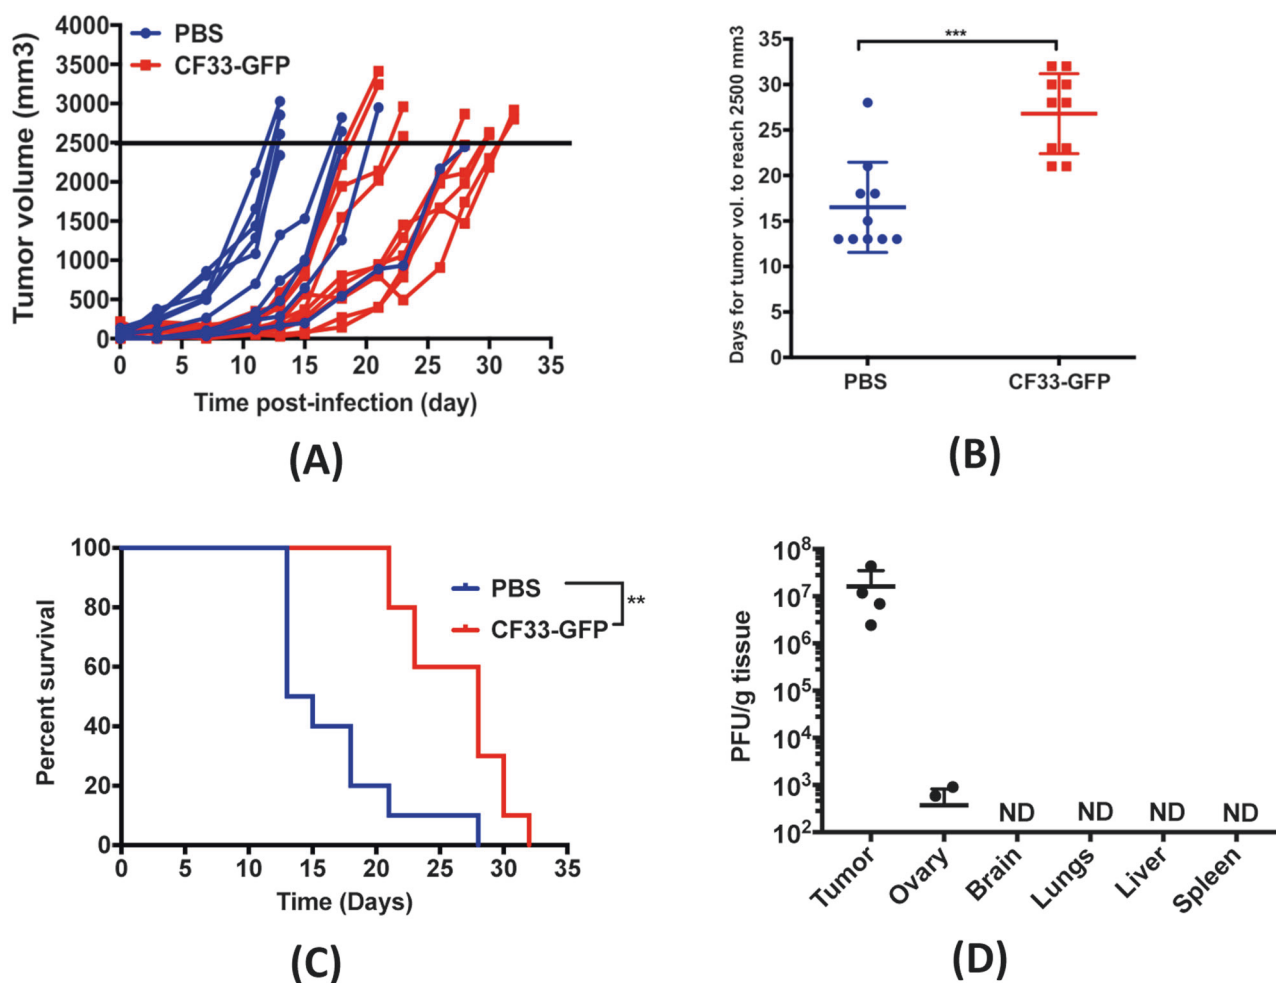 Tumor volume (mm3)
4000
3500
3000
2500
2000
1500
1000
500
0
PBS
CF33-GFP
0 5 10 15 20 25 30 35
Time post-infection (day)
(A)
Days for tumor vol. to reach 2500 mm3
35
30
25
20
15
10
5
0
***
PBS CF33-GFP
(B)
Percent survival
100
80
60
40
20
0
PBS
CF33-GFP
**
0 5 10 15 20 25 30 35
Time (Days)
(C)
PFU/g tissue
10^8
10^7
10^6
10^5
10^4
10^3
10^2
ND ND ND ND
Tumor Ovary Brain Lungs Liver Spleen
(D)